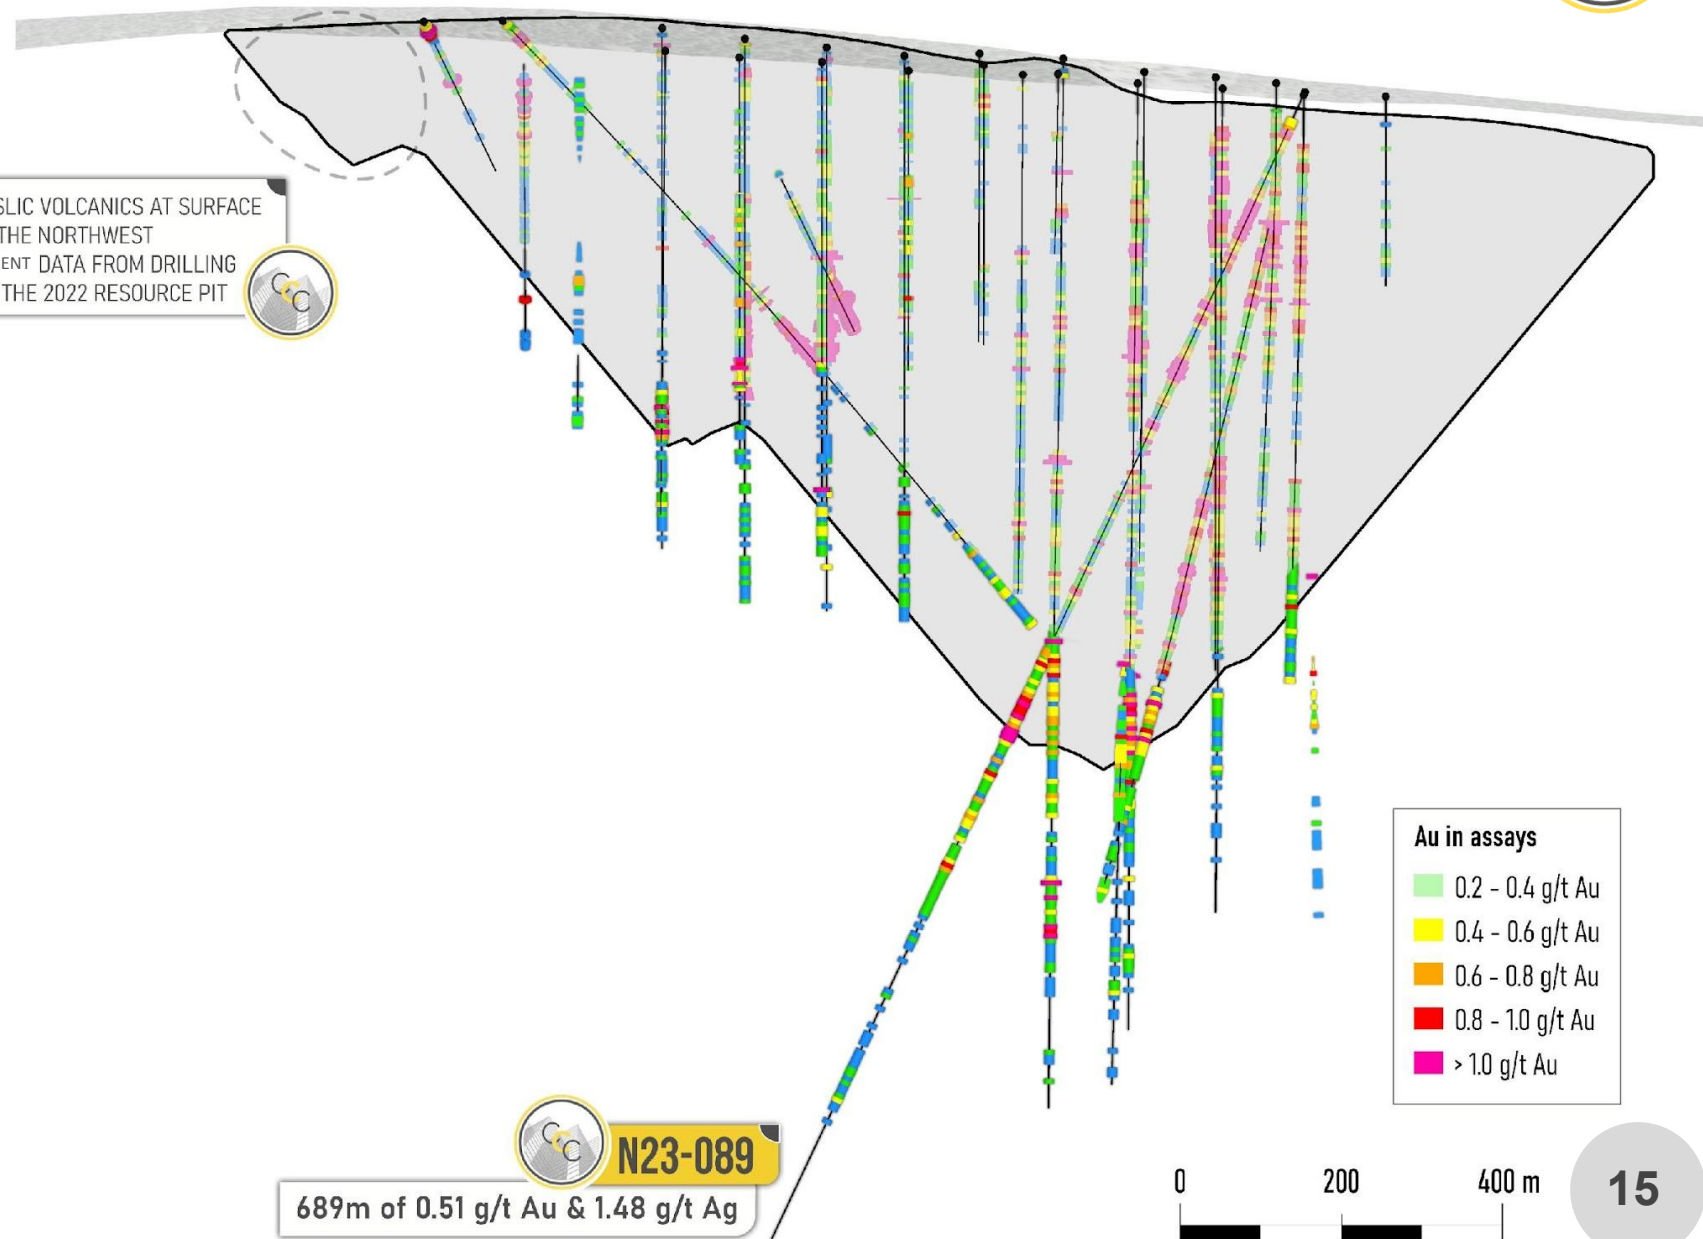 SLIC VOLCANICS AT SURFACE
THE NORTHWEST
ENT DATA FROM DRILLING
THE 2022 RESOURCE PIT
CCC
Au in assays
0.2 - 0.4 g/t Au
0.4 - 0.6 g/t Au
0.6 - 0.8 g/t Au
0.8 - 1.0 g/t Au
> 1.0 g/t Au
CCC
N23-089
689m of 0.51 g/t Au & 1.48 g/t Ag
0 200 400 m
15